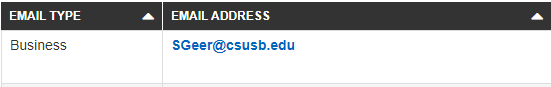 EMAIL TYPE EMAIL ADDRESS
Business SGeer@csusb.edu